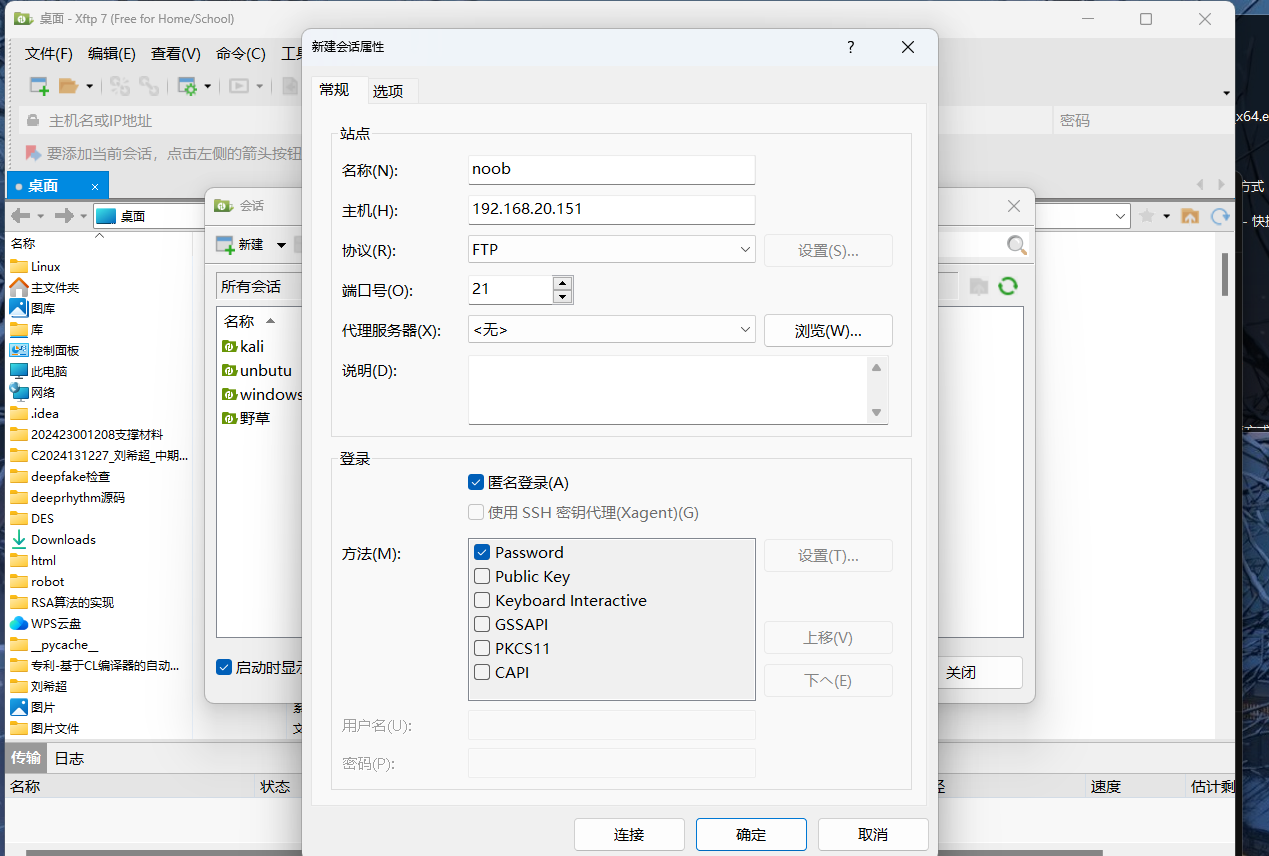 桌面 - Xftp 7 (Free for Home/School)
文件(F) 编辑(E) 查看(V) 命令(C)
主机名或IP地址
密码
要添加当前会话，点击左侧的箭头按钮
桌面
桌面
名称
Linux
主文件夹
图库
库
控制面板
此电脑
网络
.idea
202423001208支撑材料
C2024131227_刘希超_中期...
deepfake检查
deeprhythm源码
DES
Downloads
html
robot
RSA算法的实现
WPS云盘
__pycache__
专利-基于CL编译器的自动...
刘希超
图片
图片文件
传输 日志
名称 状态 速度 估计剩
会话
新建
所有会话
名称
kali
unbutu
windows
野草
启动时显示
关闭
新建会话属性
?
常规 选项
站点
名称(N): noob
主机(H): 192.168.20.151
协议(R): FTP 设置(S)...
端口号(O): 21
代理服务器(X): <无> 浏览(W)...
说明(D):
登录
匿名登录(A)
使用 SSH 密钥代理(Xagent)(G)
方法(M):
Password
Public Key
Keyboard Interactive
GSSAPI
PKCS11
CAPI
设置(T)...
上移(V)
下へ(E)
用户名(U):
密码(P):
连接 确定 取消
x64.e
方式